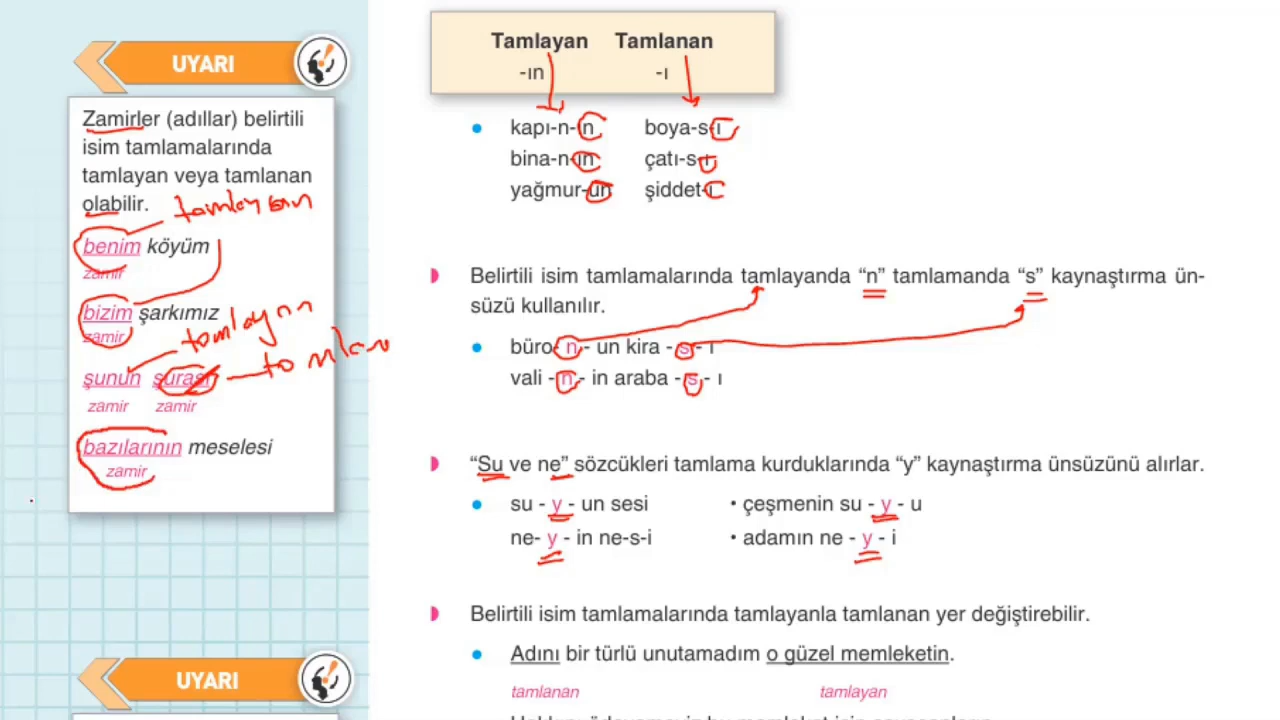 UYARI
Zamirler (adıllar) belirtili
isim tamlamalarında
tamlayan veya tamlanan
olabilir.
tamlayan
benim köyüm
zamir
bizim şarkımız
zamir
tamlayan
şunun şurası
zamir zamir
bazılarının meselesi
zamir
UYARI
Tamlayan Tamlanan
-ın -ı
• kapı-n-ın boya-s-ı
bina-n-ın çatı-s-ı
yağmur-un şiddet-i
Belirtili isim tamlamalarında tamlayanda “n” tamlamanda “s” kaynaştırma ün-
süzü kullanılır.
• büro- n - un kira - s - ı
vali - n - in araba - s - ı
“Su ve ne” sözcükleri tamlama kurduklarında “y” kaynaştırma ünsüzünü alırlar.
• su - y - un sesi • çeşmenin su - y - u
ne- y - in ne-s-i • adamın ne - y - i
Belirtili isim tamlamalarında tamlayanla tamlanan yer değiştirebilir.
• Adını bir türlü unutamadım o güzel memleketin.
tamlanan tamlayan